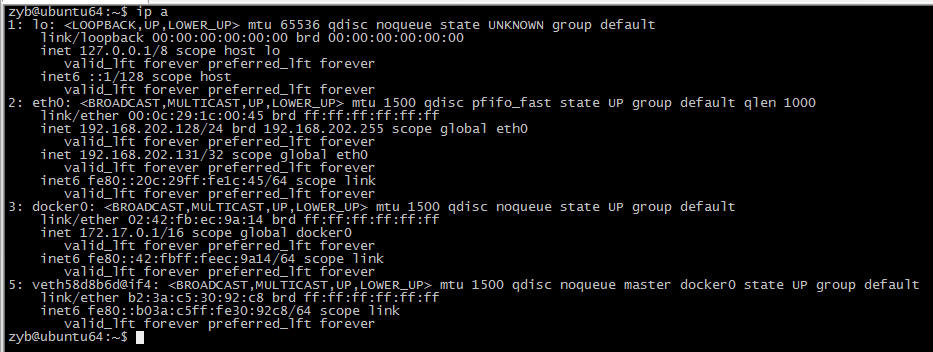 zyb@ubuntu64:~$ ip a
1: lo: <LOOPBACK,UP,LOWER_UP> mtu 65536 qdisc noqueue state UNKNOWN group default
    link/loopback 00:00:00:00:00:00 brd 00:00:00:00:00:00
    inet 127.0.0.1/8 scope host lo
       valid_lft forever preferred_lft forever
    inet6 ::1/128 scope host
       valid_lft forever preferred_lft forever
2: eth0: <BROADCAST,MULTICAST,UP,LOWER_UP> mtu 1500 qdisc pfifo_fast state UP group default qlen 1000
    link/ether 00:0c:29:1c:00:45 brd ff:ff:ff:ff:ff:ff
    inet 192.168.202.128/24 brd 192.168.202.255 scope global eth0
       valid_lft forever preferred_lft forever
    inet 192.168.202.131/32 scope global eth0
       valid_lft forever preferred_lft forever
    inet6 fe80::20c:29ff:fe1c:45/64 scope link
       valid_lft forever preferred_lft forever
3: docker0: <BROADCAST,MULTICAST,UP,LOWER_UP> mtu 1500 qdisc noqueue state UP group default
    link/ether 02:42:fb:ec:9a:14 brd ff:ff:ff:ff:ff:ff
    inet 172.17.0.1/16 scope global docker0
       valid_lft forever preferred_lft forever
    inet6 fe80::42:fbff:feec:9a14/64 scope link
       valid_lft forever preferred_lft forever
5: veth58d8b6d@if4: <BROADCAST,MULTICAST,UP,LOWER_UP> mtu 1500 qdisc noqueue master docker0 state UP group default
    link/ether b2:3a:c5:30:92:c8 brd ff:ff:ff:ff:ff:ff
    inet6 fe80::b03a:c5ff:fe30:92c8/64 scope link
       valid_lft forever preferred_lft forever
zyb@ubuntu64:~$